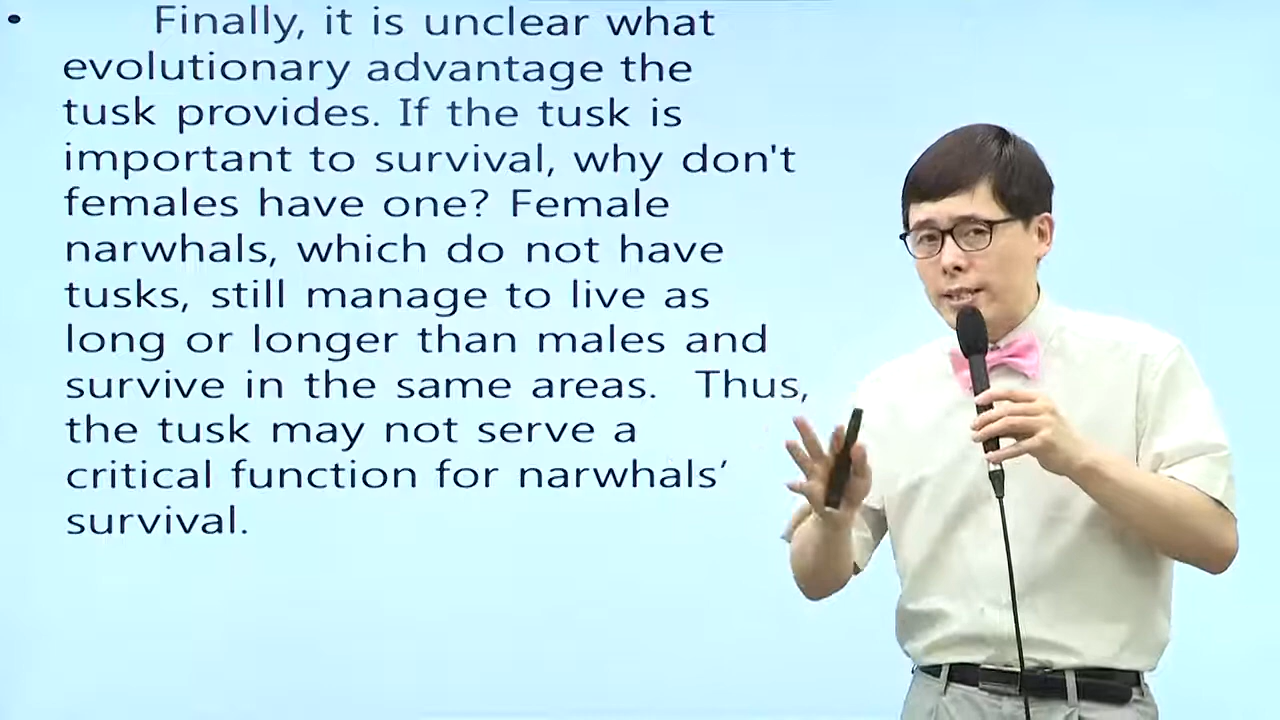 • Finally, it is unclear what
evolutionary advantage the
tusk provides. If the tusk is
important to survival, why don't
females have one? Female
narwhals, which do not have
tusks, still manage to live as
long or longer than males and
survive in the same areas. Thus,
the tusk may not serve a
critical function for narwhals’
survival.